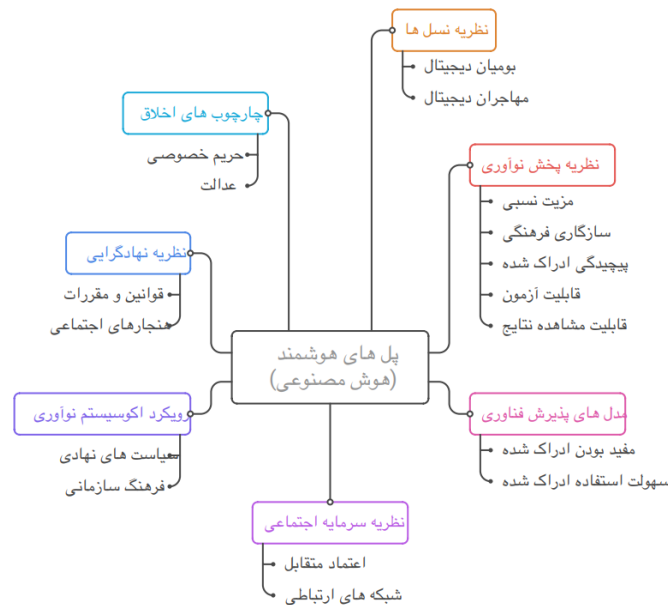 نظریه نسل ها
بومیان دیجیتال
مهاجران دیجیتال
چارچوب های اخلاق
حریم خصوصی
عدالت
نظریه پخش نوآوری
مزیت نسبی
سازگاری فرهنگی
پیچیدگی ادراک شده
قابلیت آزمون
قابلیت مشاهده نتایج
نظریه نهادگرایی
قوانین و مقررات
هنجارهای اجتماعی
پل های هوشمند
(هوش مصنوعی)
رویکرد اکوسیستم نوآوری
سیاست های نهادی
فرهنگ سازمانی
مدل های پذیرش فناوری
مفید بودن ادراک شده
سهولت استفاده ادراک شده
نظریه سرمایه اجتماعی
اعتماد متقابل
شبکه های ارتباطی